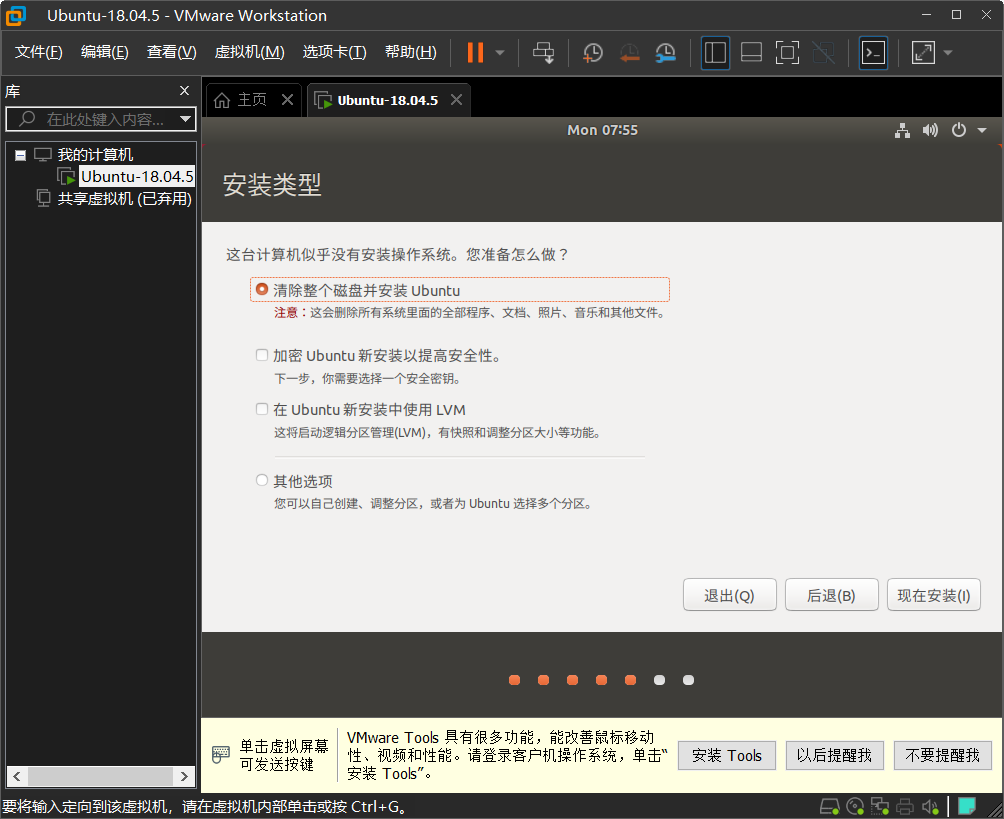 Ubuntu-18.04.5 - VMware Workstation
文件(F) 编辑(E) 查看(V) 虚拟机(M) 选项卡(T) 帮助(H)
库
在此处键入内容...
我的计算机
Ubuntu-18.04.5
共享虚拟机 (已弃用)
主页
Ubuntu-18.04.5
Mon 07:55
安装类型
这台计算机似乎没有安装操作系统。您准备怎么做？
清除整个磁盘并安装 Ubuntu
注意：这会删除所有系统里面的全部程序、文档、照片、音乐和其他文件。
加密 Ubuntu 新安装以提高安全性。
下一步，你需要选择一个安全密钥。
在 Ubuntu 新安装中使用 LVM
这将启动逻辑分区管理(LVM)，有快照和调整分区大小等功能。
其他选项
您可以自己创建、调整分区，或者为 Ubuntu 选择多个分区。
退出(Q) 后退(B) 现在安装(I)
单击虚拟屏幕
可发送按键
VMware Tools 具有很多功能，能改善鼠标移动
性、视频和性能。请登录客户机操作系统，单击“
安装 Tools”。
安装 Tools 以后提醒我 不要提醒我
要将输入定向到该虚拟机，请在虚拟机内部单击或按 Ctrl+G。